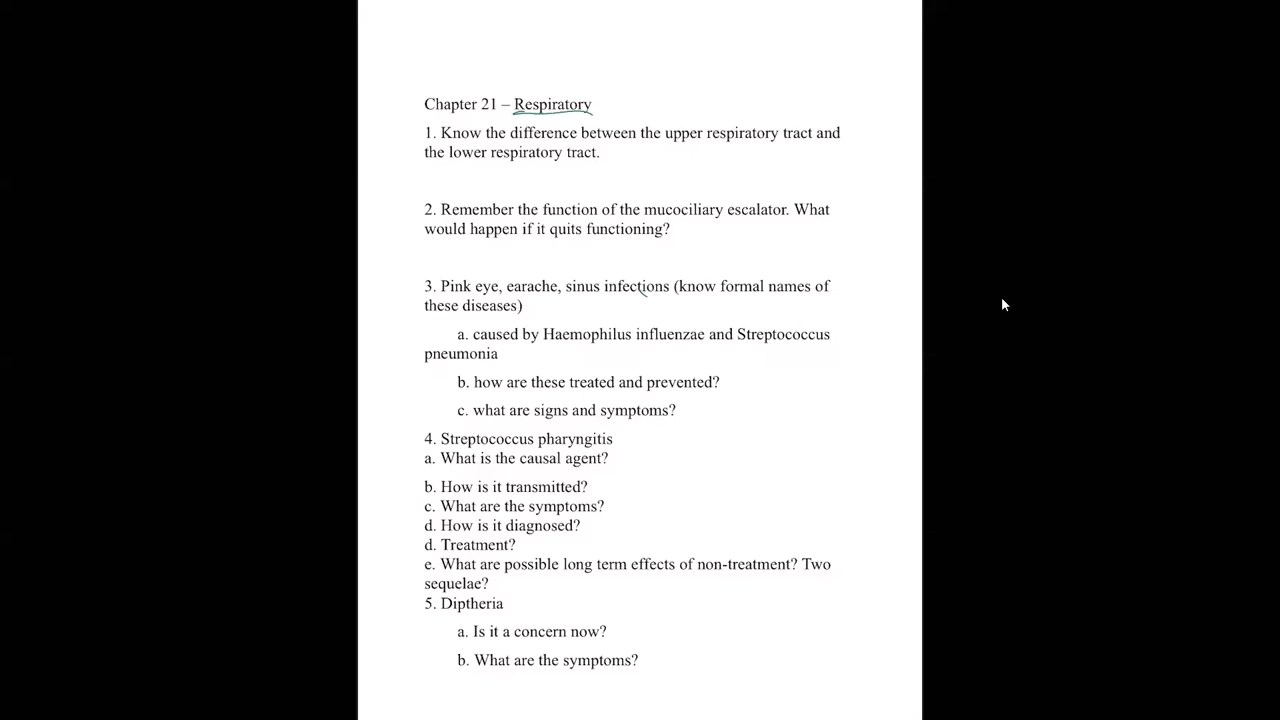 Chapter 21 – Respiratory
1. Know the difference between the upper respiratory tract and
the lower respiratory tract.
2. Remember the function of the mucociliary escalator. What
would happen if it quits functioning?
3. Pink eye, earache, sinus infections (know formal names of
these diseases)
a. caused by Haemophilus influenzae and Streptococcus
pneumonia
b. how are these treated and prevented?
c. what are signs and symptoms?
4. Streptococcus pharyngitis
a. What is the causal agent?
b. How is it transmitted?
c. What are the symptoms?
d. How is it diagnosed?
d. Treatment?
e. What are possible long term effects of non-treatment? Two
sequelae?
5. Diptheria
a. Is it a concern now?
b. What are the symptoms?